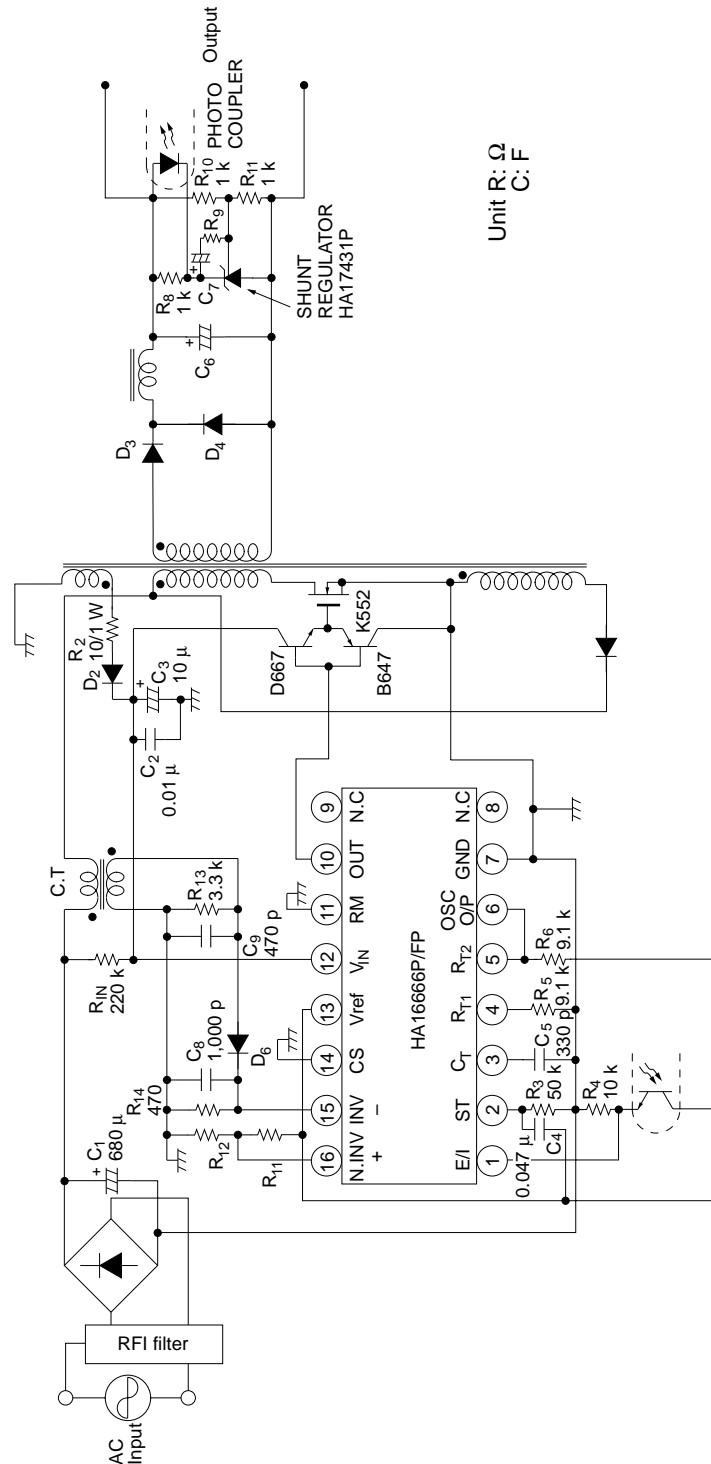 AC
Input
RFI filter
+
C1
680 µ
RIN
220 k
C.T
R2
10/1 W
D2
+
C3
10 µ
C2
0.01 µ
R14
470
R12
R11
C8
1,000 p
D6
R13
3.3 k
C9
470 p
16
15
14
13
12
11
10
9
N.INV
+
INV
−
CS
Vref
VIN
RM
OUT
N.C
HA16666P/FP
E/I
ST
CT
RT1
RT2
OSC
O/P
GND
N.C
1
2
3
4
5
6
7
8
0.047 µ
C4
R3
50 k
R4
10 k
C5
330 p
R5
9.1 k
R6
9.1 k
D667
B647
K552
D3
D4
+
C6
R8
1 k
+
C7
R9
R10
1 k
R11
1 k
PHOTO
COUPLER
Output
SHUNT
REGULATOR
HA17431P
Unit R: Ω
C: F